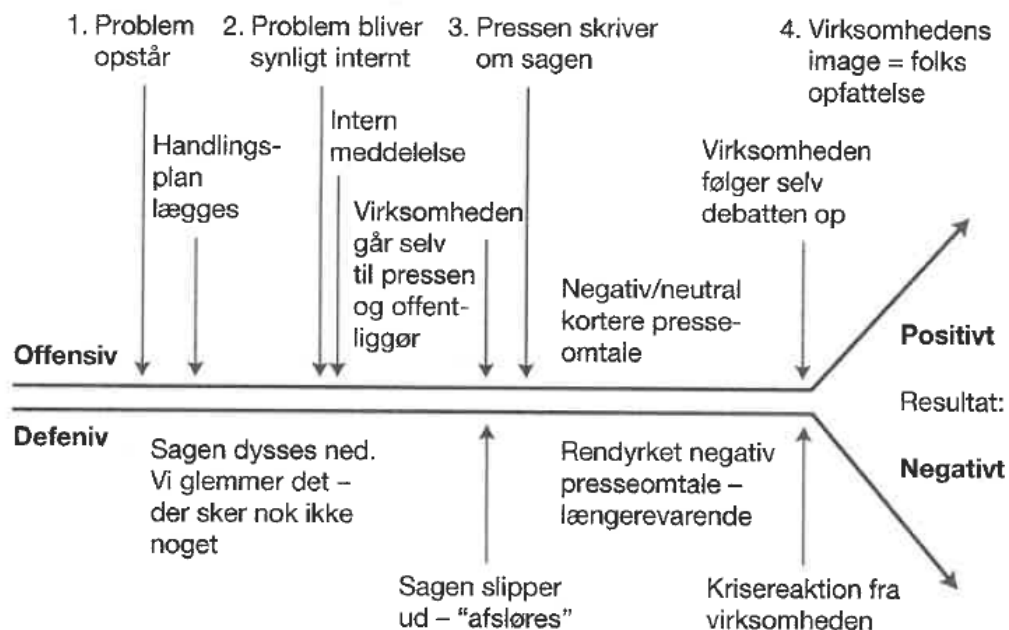 1. Problem
opstår
2. Problem bliver
synligt internt
3. Pressen skriver
om sagen
4. Virksomhedens
image = folks
opfattelse
Handlings-
plan
lægges
Intern
meddelelse
Virksomheden
går selv
til pressen
og offent-
liggør
Negativ/neutral
kortere presse-
omtale
Virksomheden
følger selv
debatten op
Offensiv
Positivt
Resultat:
Negativt
Defeniv
Sagen dysses ned.
Vi glemmer det –
der sker nok ikke
noget
Sagen slipper
ud – “afsløres”
Rendyrket negativ
presseomtale –
længerevarende
Krisereaktion fra
virksomheden